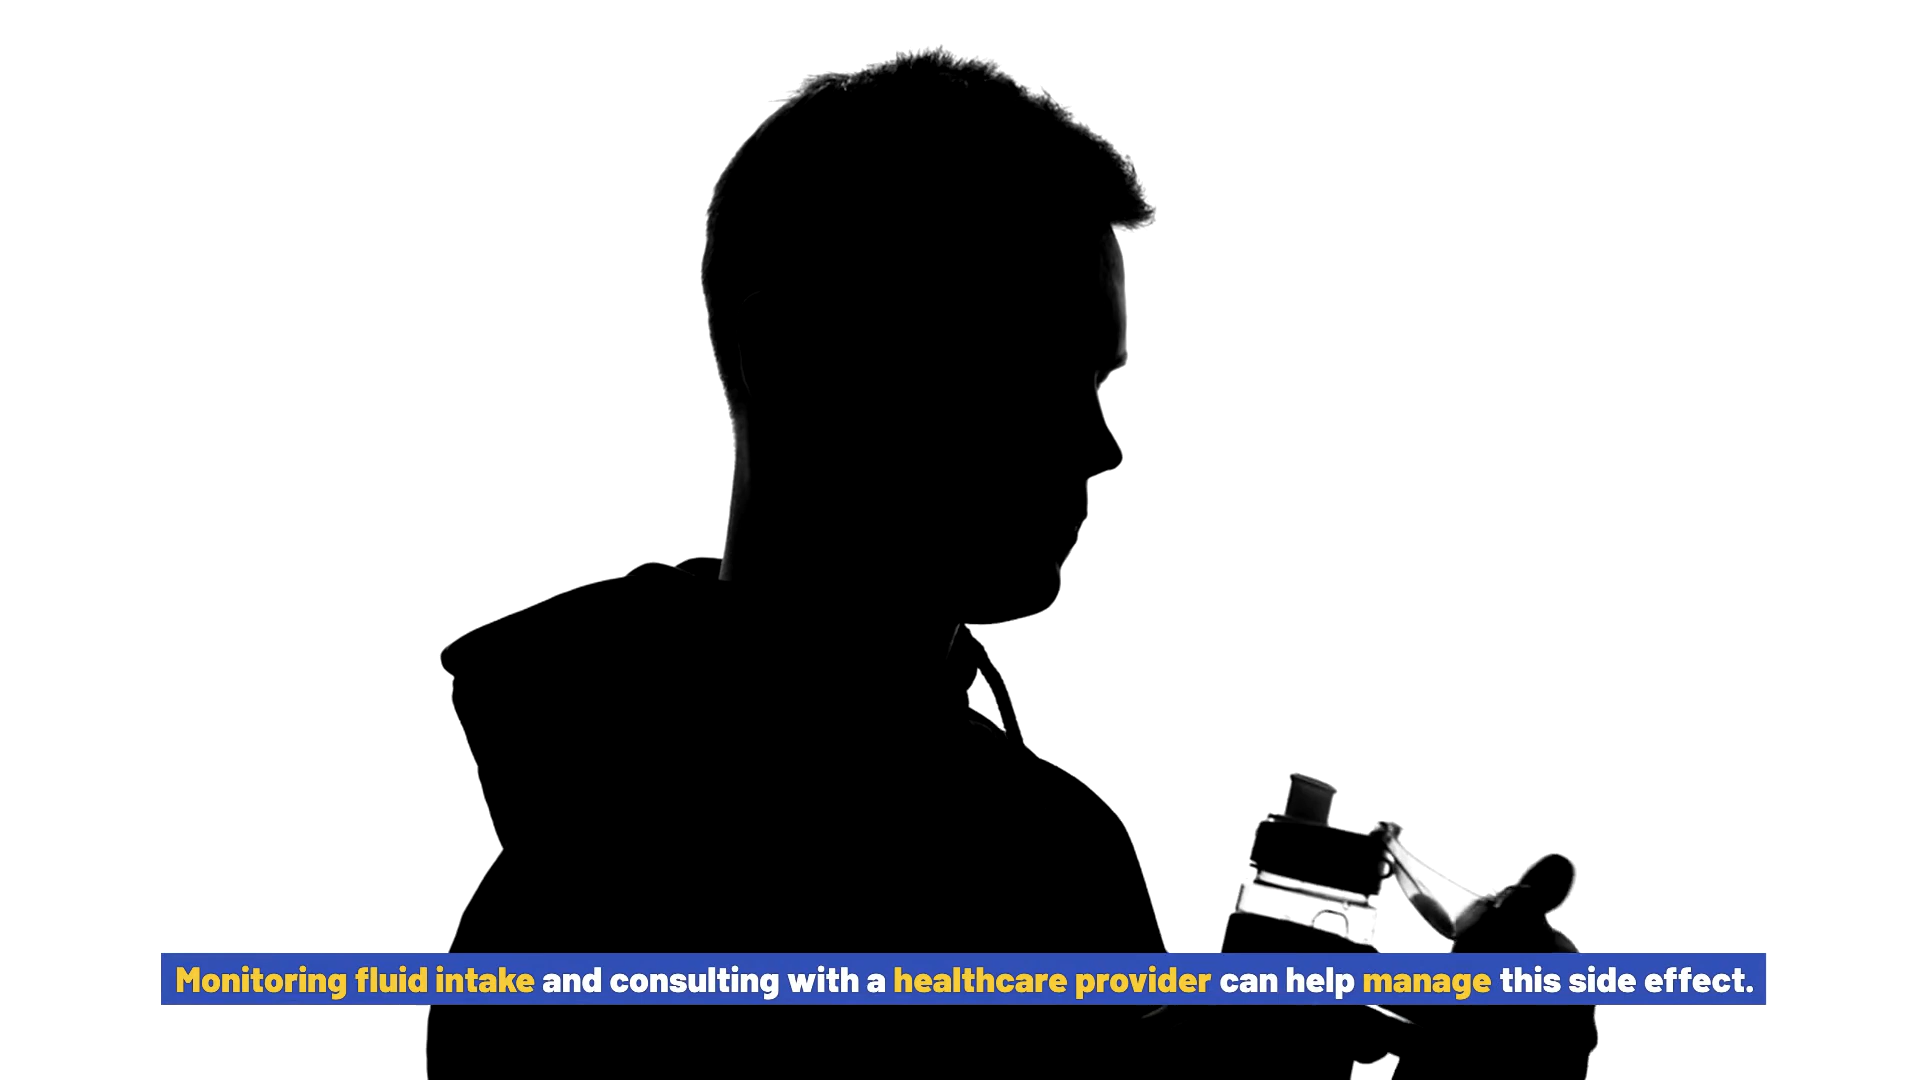 Monitoring fluid intake and consulting with a healthcare provider can help manage this side effect.